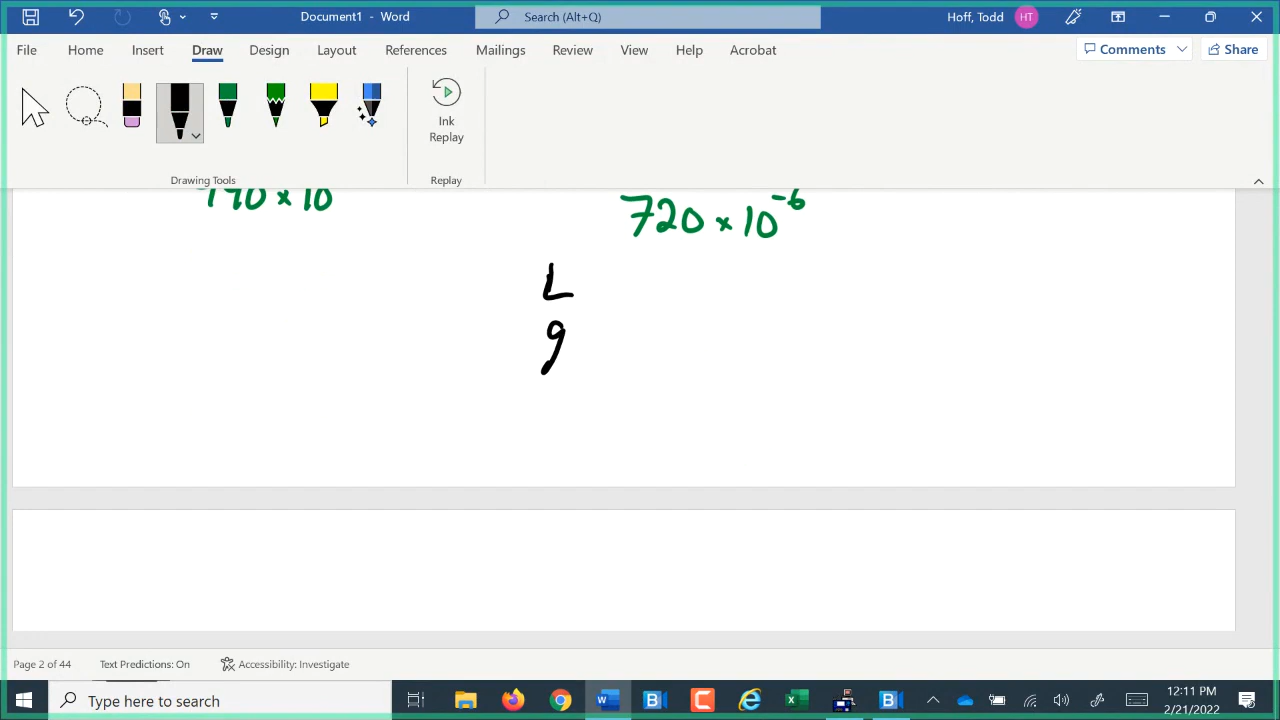 Document1 - Word
Search (Alt+Q)
Hoff, Todd
HT
File Home Insert Draw Design Layout References Mailings Review View Help Acrobat
Comments
Share
Ink
Replay
Drawing Tools
Replay
790 × 10
720 × 10⁻⁶
L
g
Page 2 of 44
Text Predictions: On
Accessibility: Investigate
Type here to search
12:11 PM
2/21/2022